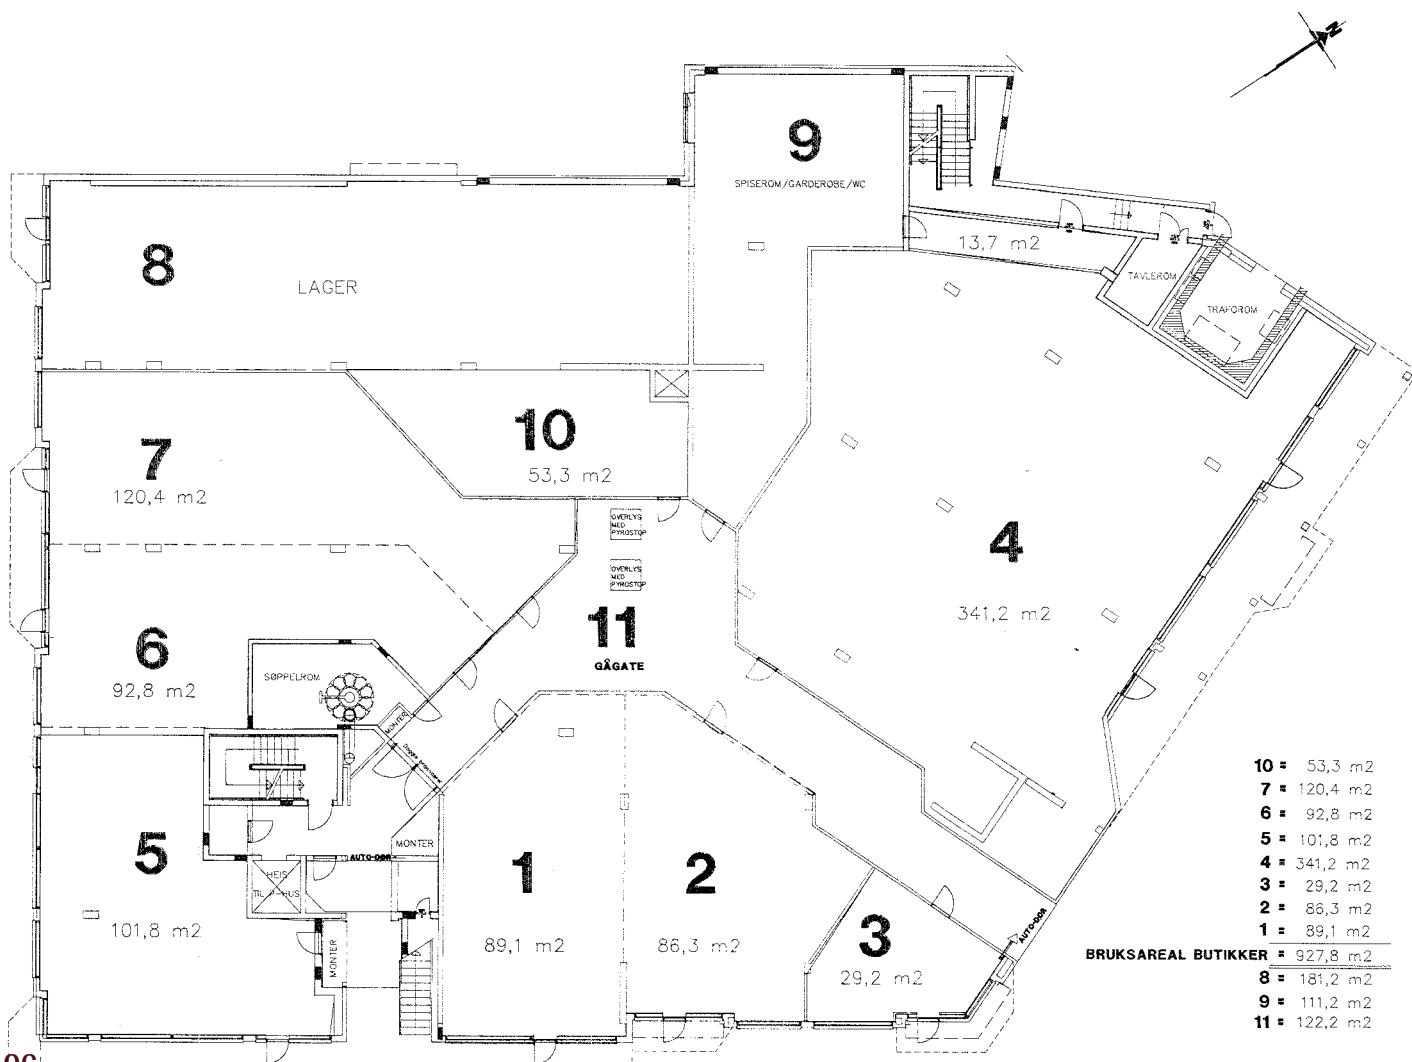 N
9
SPISEROM/GARDEROBE/WC
13,7 m2
TAVLEROM
TRAFOROM
8
LAGER
7
120,4 m2
10
53,3 m2
OVERLYS
MED
PYROSTOP
OVERLYS
MED
PYROSTOP
4
341,2 m2
11
GÅGATE
6
92,8 m2
SØPPELROM
MONTER
5
101,8 m2
MONTER
AUTO-DØR
HEIS
TIL P-HUS
MONTER
1
89,1 m2
2
86,3 m2
3
29,2 m2
AUTO-DØR
10 = 53,3 m2
7 = 120,4 m2
6 = 92,8 m2
5 = 101,8 m2
4 = 341,2 m2
3 = 29,2 m2
2 = 86,3 m2
1 = 89,1 m2
BRUKSAREAL BUTIKKER = 927,8 m2
8 = 181,2 m2
9 = 111,2 m2
11 = 122,2 m2